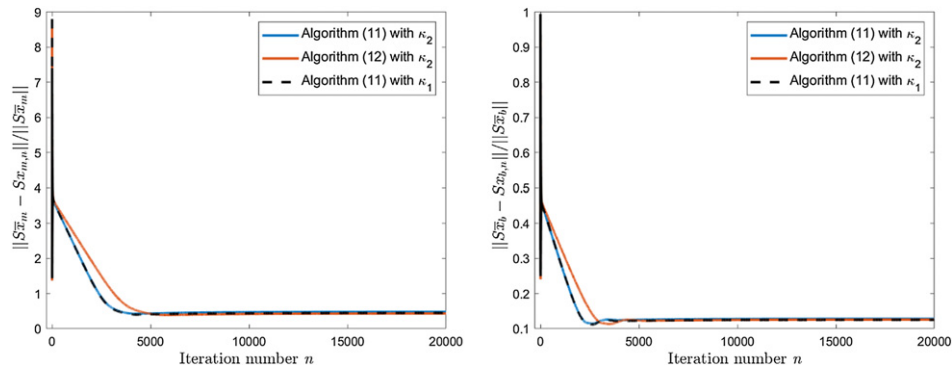 ||Sx̅ₘ − Sxₘ,ₙ||/||Sx̅ₘ||
9
8
7
6
5
4
3
2
1
0
Algorithm (11) with κ₂
Algorithm (12) with κ₂
Algorithm (11) with κ₁
0 5000 10000 15000 20000
Iteration number n
||Sx̅_b − Sx_{b,n}||/||Sx̅_b||
1
0.9
0.8
0.7
0.6
0.5
0.4
0.3
0.2
0.1
Algorithm (11) with κ₂
Algorithm (12) with κ₂
Algorithm (11) with κ₁
0 5000 10000 15000 20000
Iteration number n